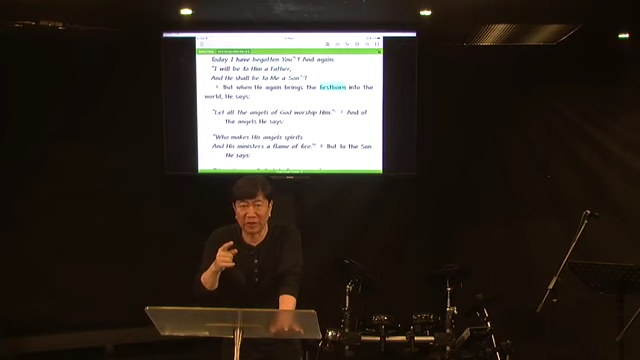 Today I have begotten You"? And again:
"I will be to Him a Father,
And He shall be to Me a Son"?
6 But when He again brings the firstborn into the
world, He says:
"Let all the angels of God worship Him." 7 And of
the angels He says:
"Who makes His angels spirits
And His ministers a flame of fire." 8 But to the Son
He says: